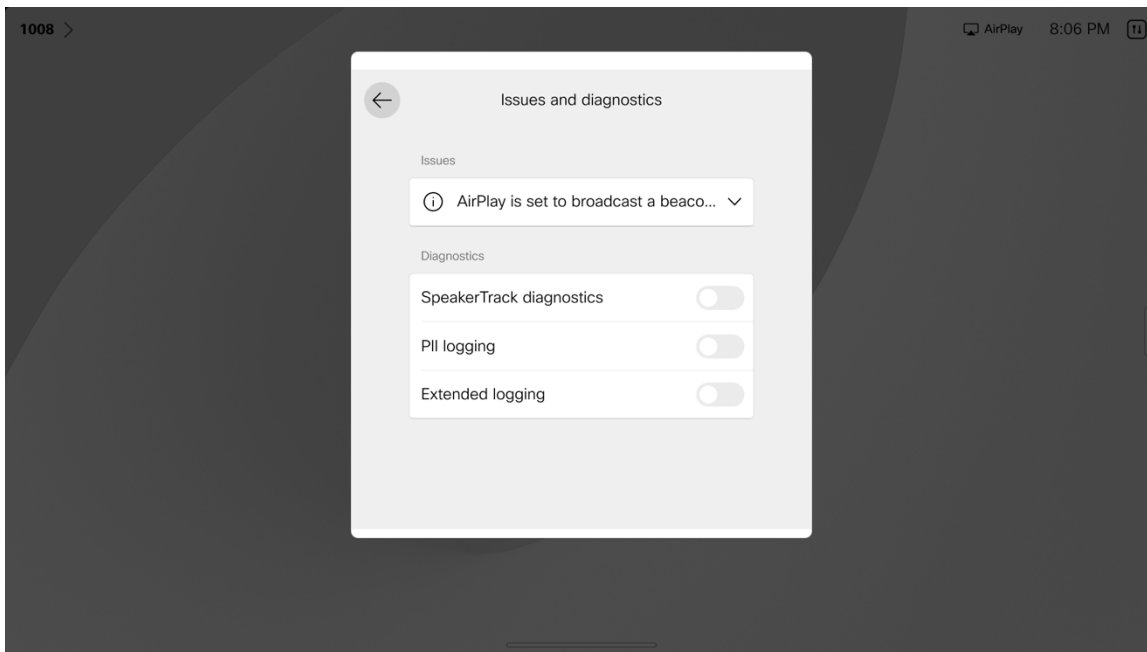 1008
AirPlay 8:06 PM
Issues and diagnostics
Issues
AirPlay is set to broadcast a beaco...
Diagnostics
SpeakerTrack diagnostics
PII logging
Extended logging